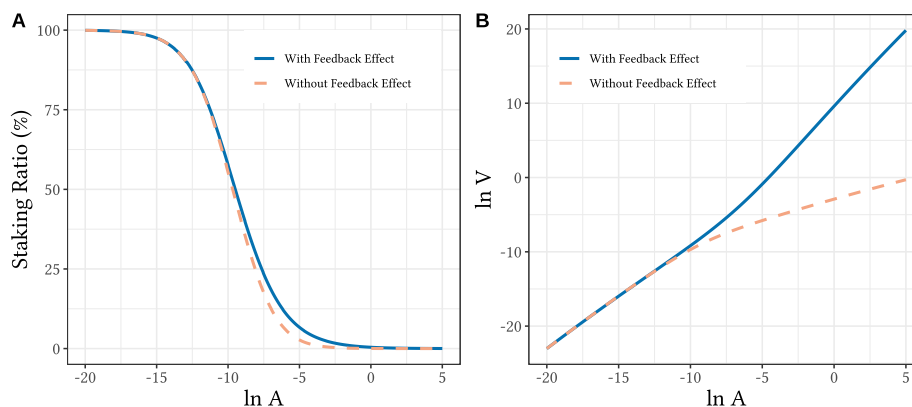 A
Staking Ratio (%)
100
75
50
25
0
With Feedback Effect
Without Feedback Effect
-20 -15 -10 -5 0 5
ln A
B
ln V
20
10
0
-10
-20
With Feedback Effect
Without Feedback Effect
-20 -15 -10 -5 0 5
ln A